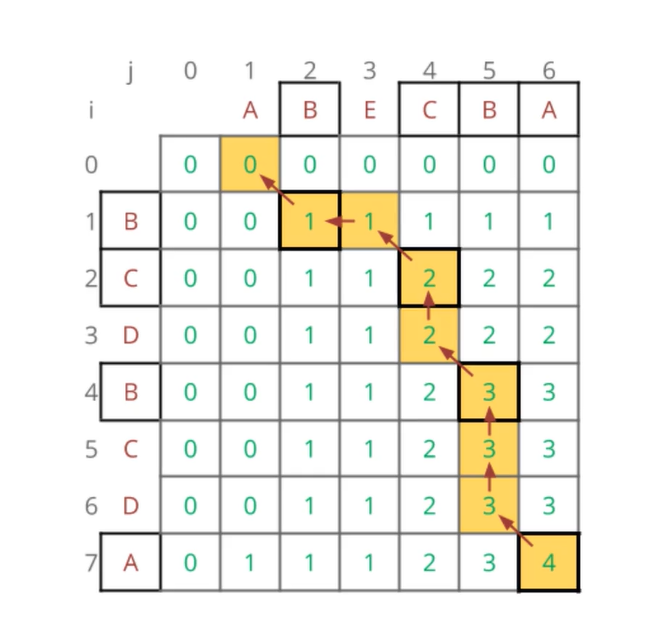 j 0 1 2 3 4 5 6
i A B E C B A
0 0 0 0 0 0 0 0
1 B 0 0 1 1 1 1 1
2 C 0 0 1 1 2 2 2
3 D 0 0 1 1 2 2 2
4 B 0 0 1 1 2 3 3
5 C 0 0 1 1 2 3 3
6 D 0 0 1 1 2 3 3
7 A 0 1 1 1 2 3 4